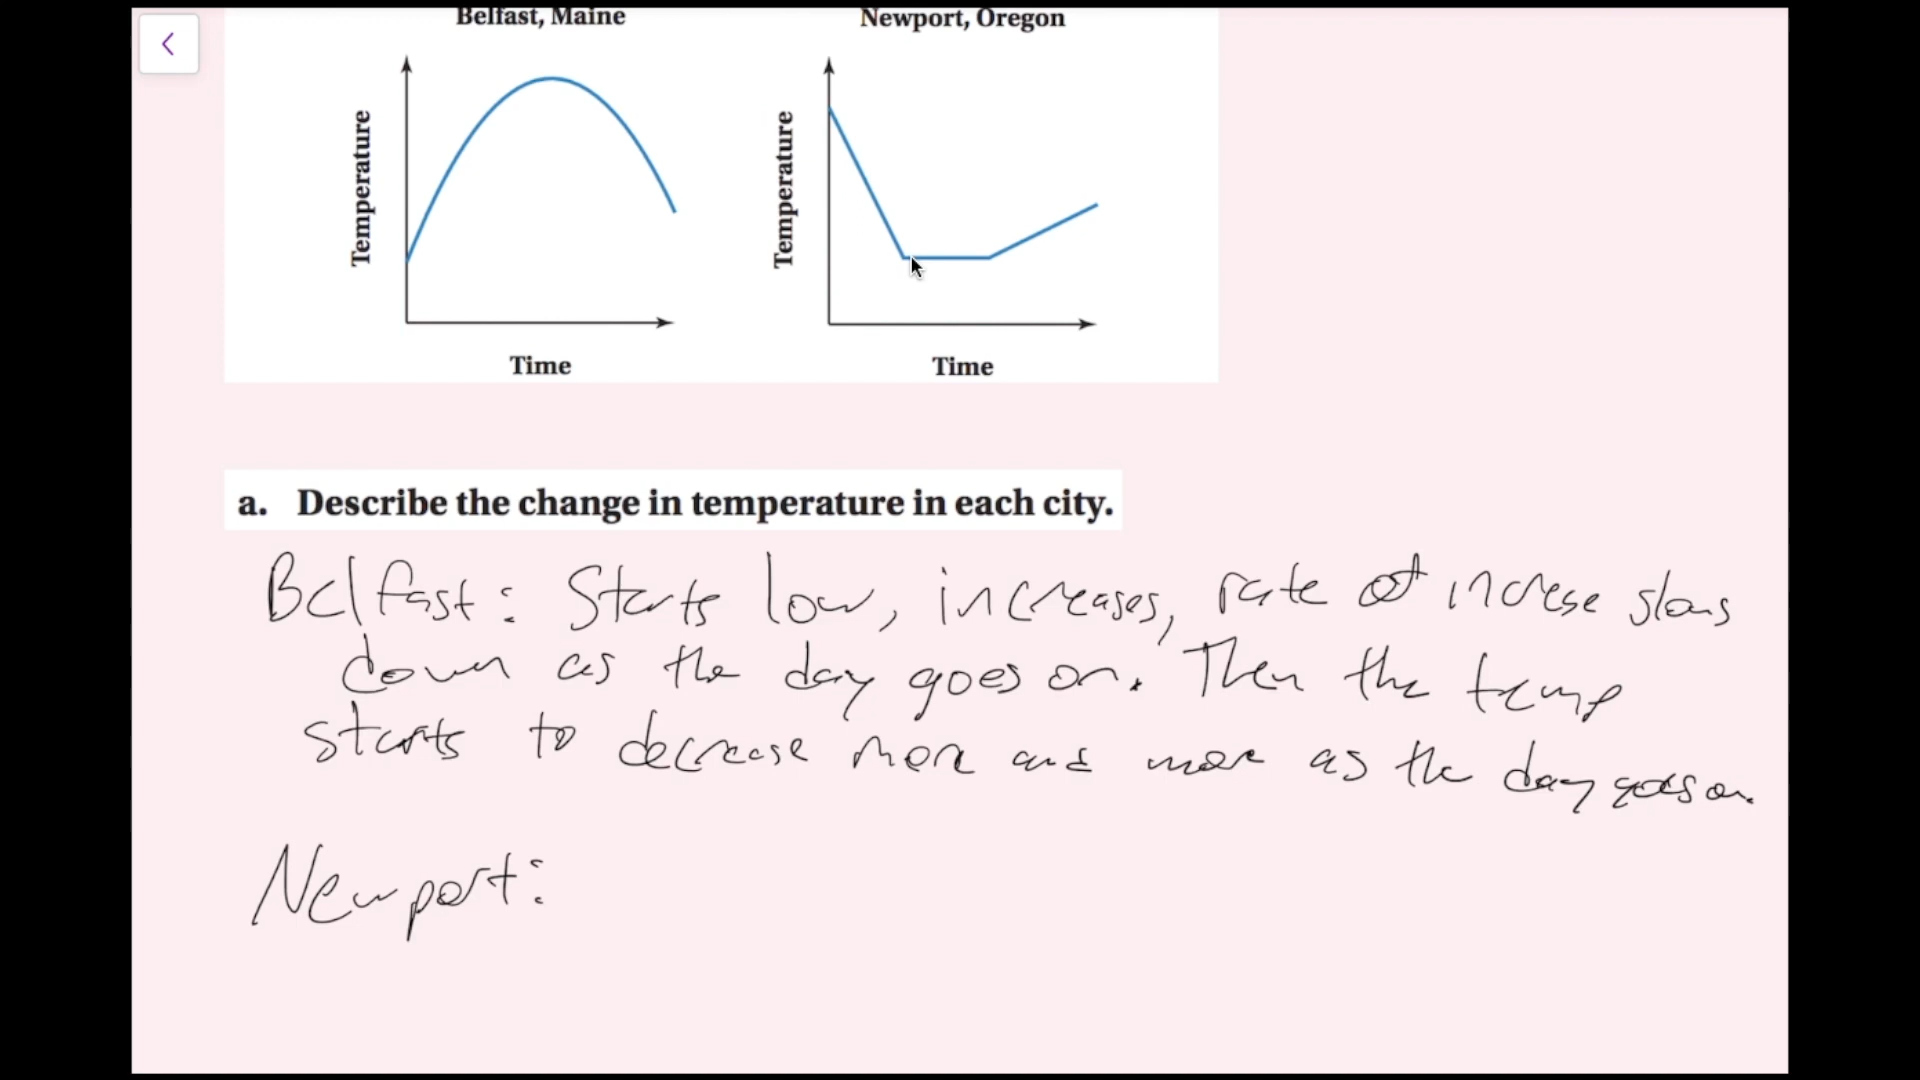 Belfast, Maine
Newport, Oregon
Temperature
Temperature
Time
Time
a. Describe the change in temperature in each city.
Belfast: Starts low, increases, rate of increse slows
down as the day goes on. Then the temp
starts to decrease more and more as the day goes on.
Newport: